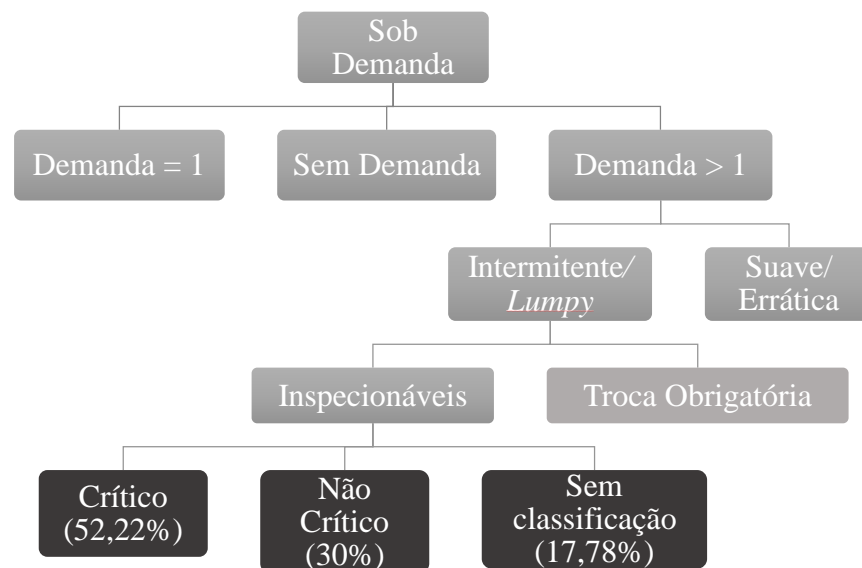 Sob
Demanda
Demanda = 1
Sem Demanda
Demanda > 1
Intermitente/
Lumpy
Suave/
Errática
Inspecionáveis
Troca Obrigatória
Crítico
(52,22%)
Não
Crítico
(30%)
Sem
classificação
(17,78%)